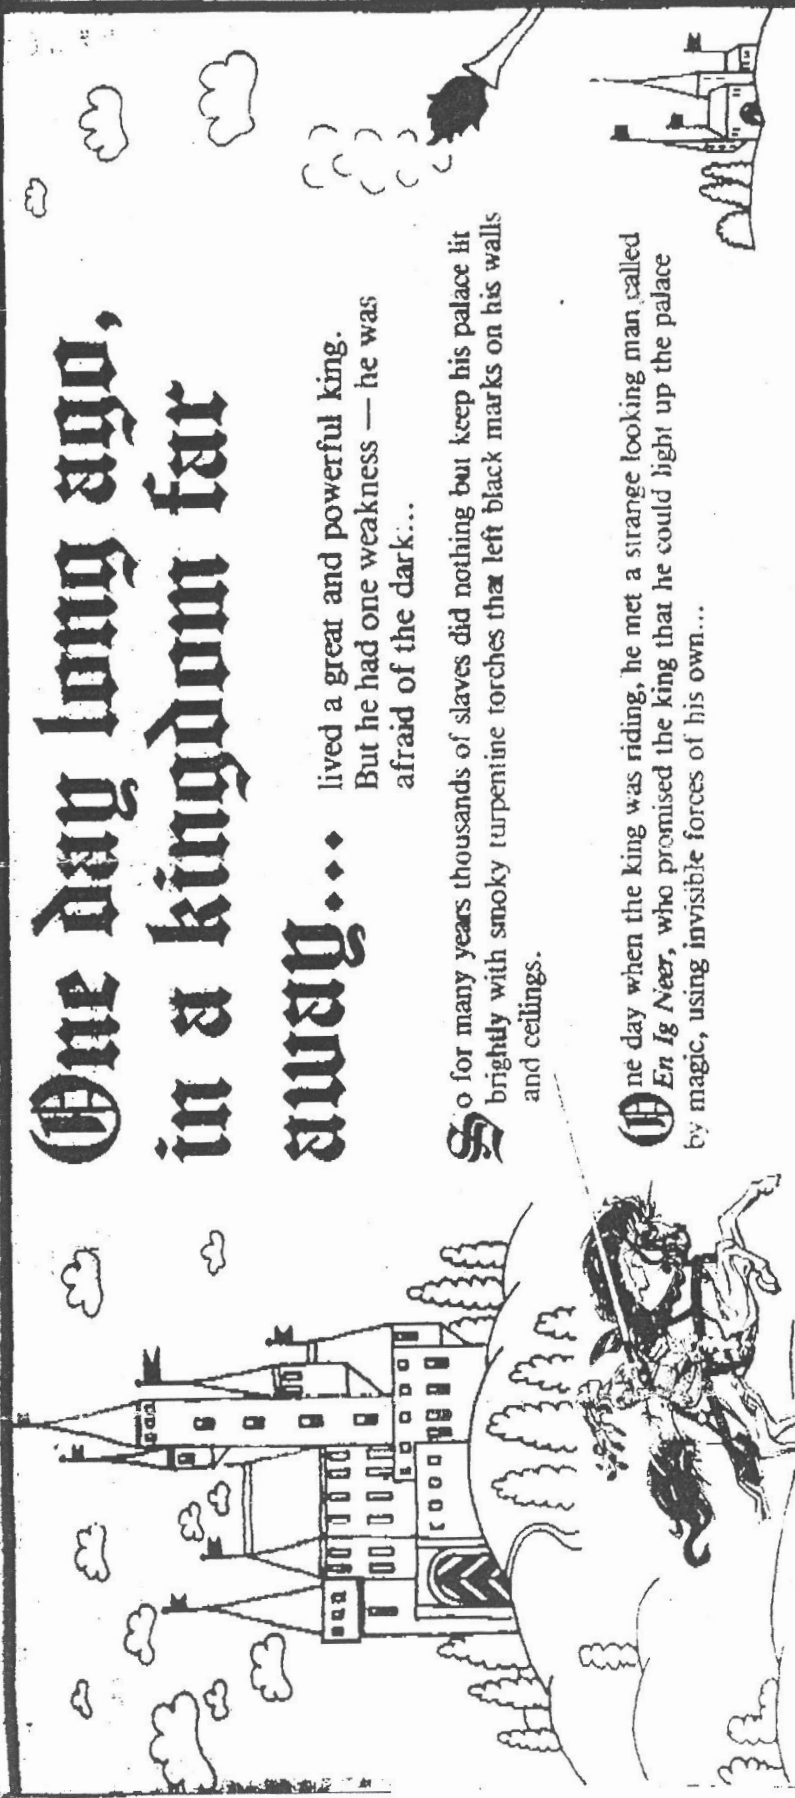 One day long ago,
in a kingdom far
away... lived a great and powerful king.
But he had one weakness — he was
afraid of the dark...
So for many years thousands of slaves did nothing but keep his palace lit
brightly with smoky turpentine torches that left black marks on his walls
and ceilings.
One day when the king was riding, he met a strange looking man called
En Ig Neer, who promised the king that he could light up the palace
by magic, using invisible forces of his own...